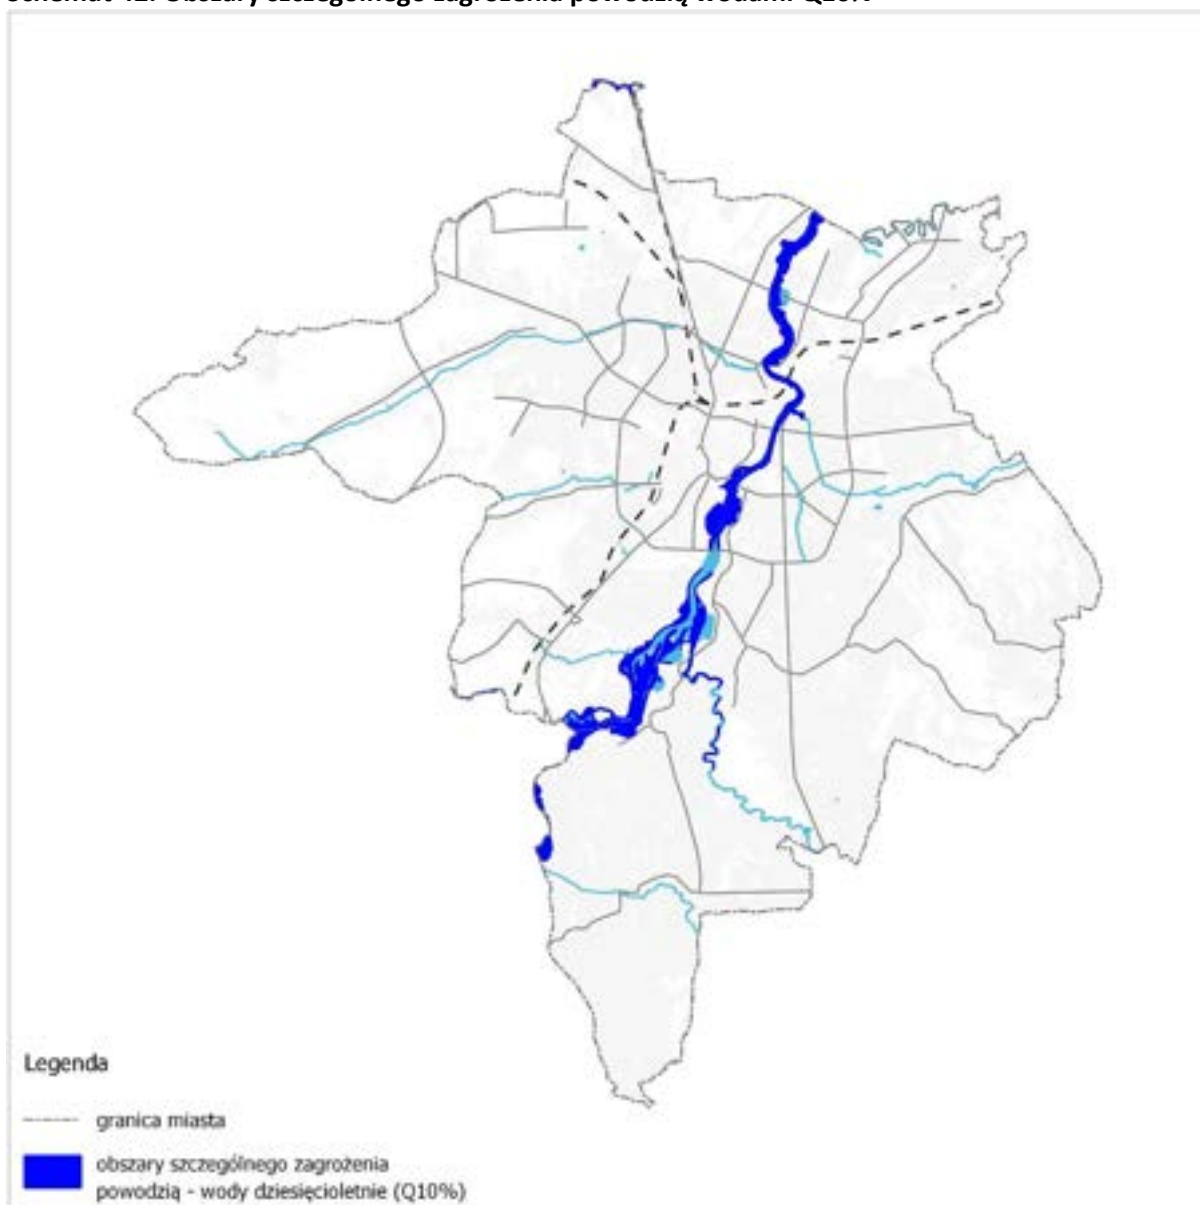 Legenda
granica miasta
obszary szczególnego zagrożenia
powodzią - wody dziesięcioletnie (Q10%)